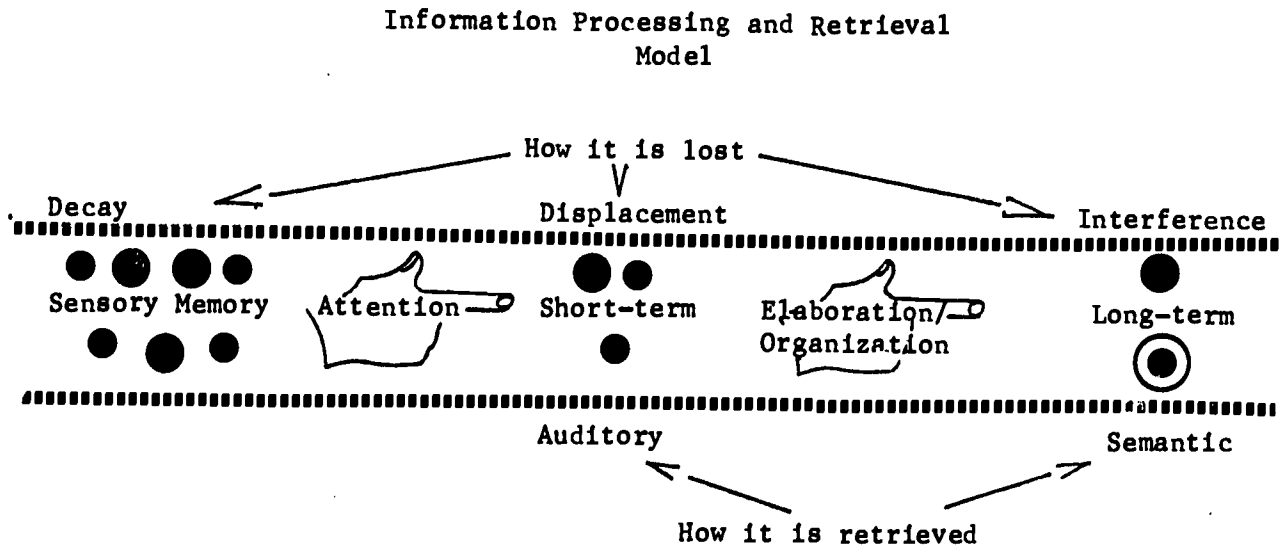 Information Processing and Retrieval
Model
How it is lost
Decay
Displacement
Interference
Sensory Memory
Attention
Short-term
Elaboration/
Organization
Long-term
Auditory
Semantic
How it is retrieved